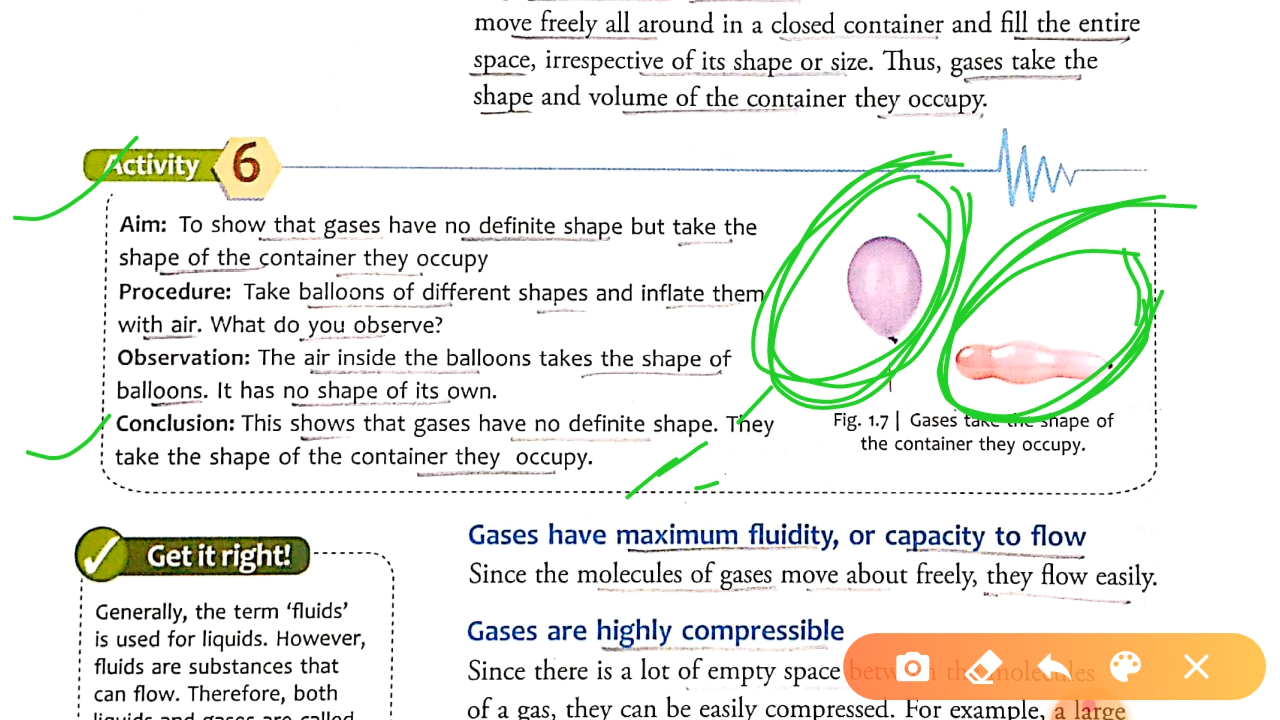 move freely all around in a closed container and fill the entire
space, irrespective of its shape or size. Thus, gases take the
shape and volume of the container they occupy.
Activity 6
Aim: To show that gases have no definite shape but take the
shape of the container they occupy
Procedure: Take balloons of different shapes and inflate them
with air. What do you observe?
Observation: The air inside the balloons takes the shape of
balloons. It has no shape of its own.
Conclusion: This shows that gases have no definite shape. They
take the shape of the container they occupy.
Fig. 1.7 | Gases take the shape of
the container they occupy.
Gases have maximum fluidity, or capacity to flow
Since the molecules of gases move about freely, they flow easily.
Gases are highly compressible
Since there is a lot of empty space between the molecules
of a gas, they can be easily compressed. For example, a large
Get it right!
Generally, the term ‘fluids’
is used for liquids. However,
fluids are substances that
can flow. Therefore, both
liquids and gases are called